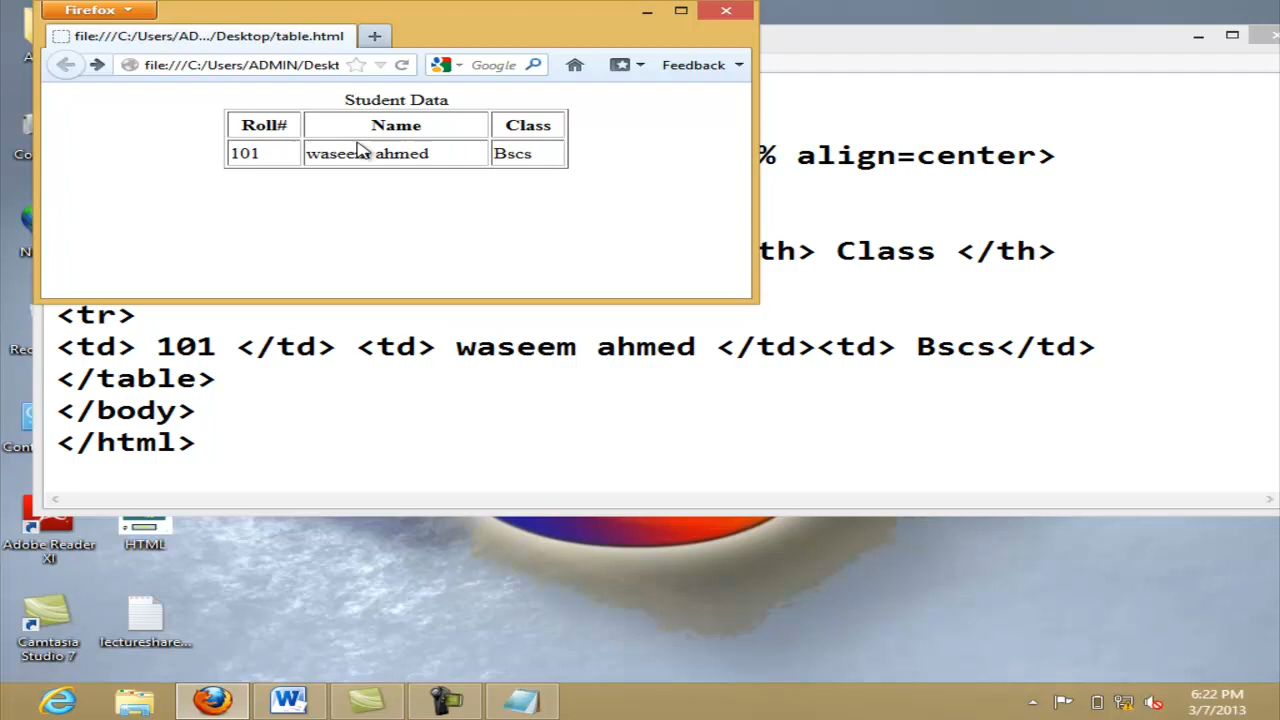 Firefox
file:///C:/Users/AD.../Desktop/table.html
file:///C:/Users/ADMIN/Deskt
Google
Feedback
Student Data
Roll# Name Class
101 waseem ahmed Bscs
% align=center>
th> Class </th>
<tr>
<td> 101 </td> <td> waseem ahmed </td><td> Bscs</td>
</table>
</body>
</html>
Adobe Reader XI
HTML
Camtasia Studio 7
lectureshare...
6:22 PM
3/7/2013